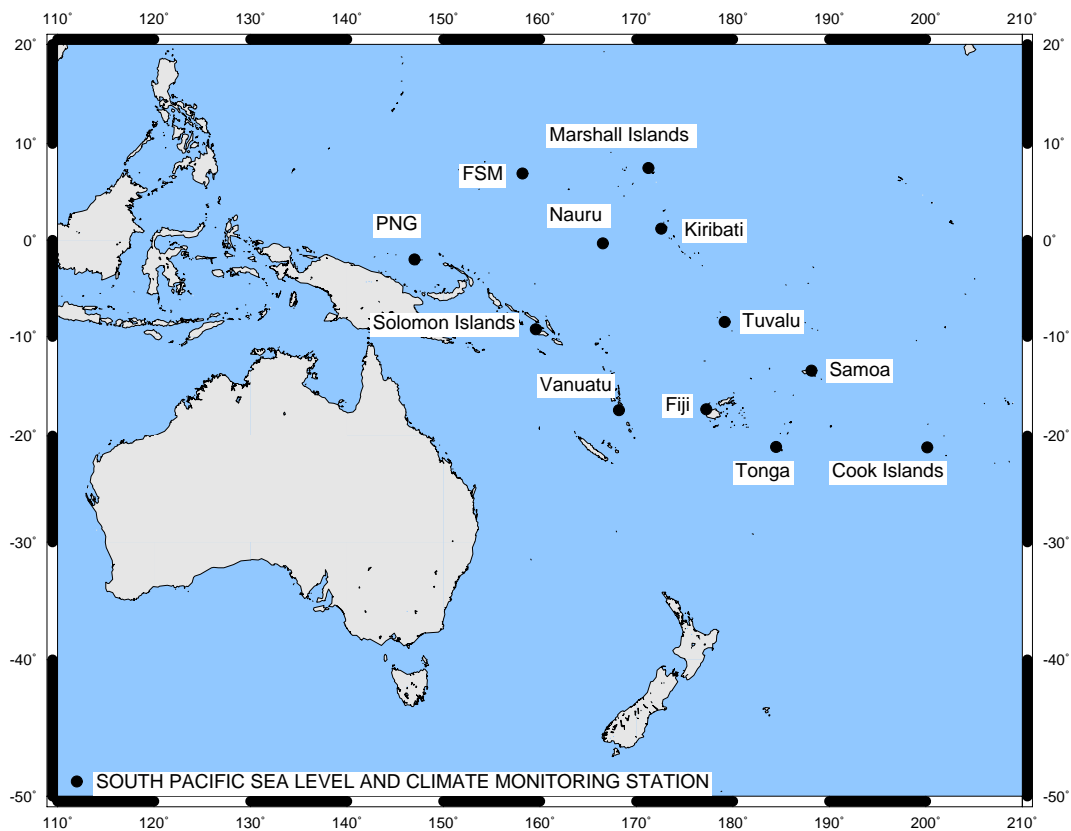 110˚ 120˚ 130˚ 140˚ 150˚ 160˚ 170˚ 180˚ 190˚ 200˚ 210˚
20˚ 20˚
10˚ 10˚
Marshall Islands
FSM
Nauru
PNG
Kiribati
0˚ 0˚
Solomon Islands
Tuvalu
-10˚ -10˚
Samoa
Vanuatu
Fiji
-20˚ -20˚
Tonga
Cook Islands
-30˚ -30˚
-40˚ -40˚
SOUTH PACIFIC SEA LEVEL AND CLIMATE MONITORING STATION
-50˚ -50˚
110˚ 120˚ 130˚ 140˚ 150˚ 160˚ 170˚ 180˚ 190˚ 200˚ 210˚